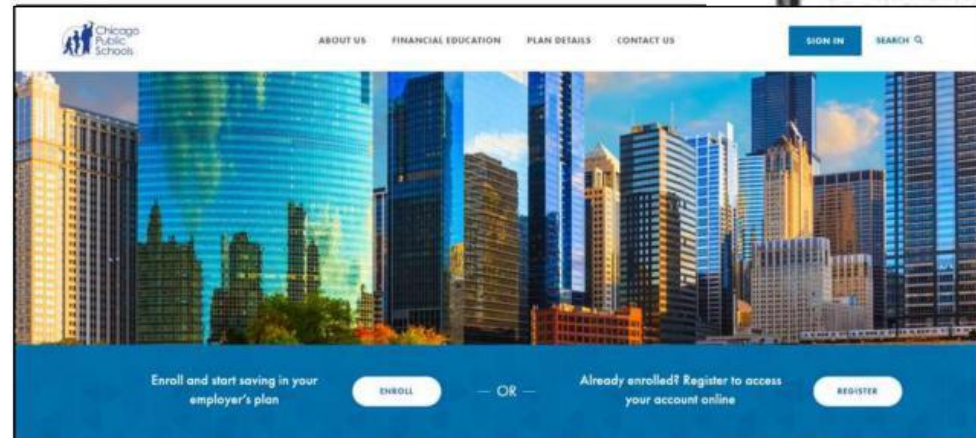 Chicago
Public
Schools
ABOUT US FINANCIAL EDUCATION PLAN DETAILS CONTACT US SIGN IN SEARCH
Enroll and start saving in your
employer's plan
ENROLL
— OR —
Already enrolled? Register to access
your account online
REGISTER